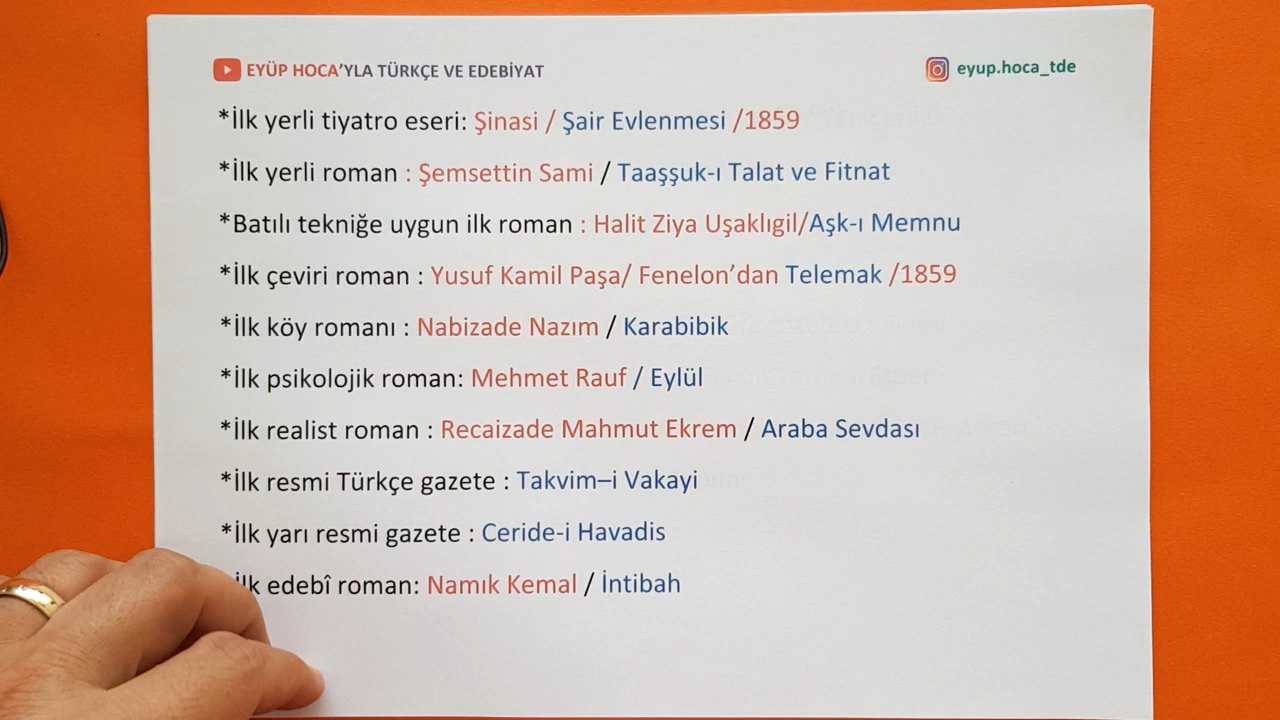 EYÜP HOCA'YLA TÜRKÇE VE EDEBİYAT
eyup.hoca_tde
*İlk yerli tiyatro eseri: Şinasi / Şair Evlenmesi /1859
*İlk yerli roman : Şemsettin Sami / Taaşşuk-ı Talat ve Fitnat
*Batılı tekniğe uygun ilk roman : Halit Ziya Uşaklıgil/Aşk-ı Memnu
*İlk çeviri roman : Yusuf Kamil Paşa/ Fenelon'dan Telemak /1859
*İlk köy romanı : Nabizade Nazım / Karabibik
*İlk psikolojik roman: Mehmet Rauf / Eylül
*İlk realist roman : Recaizade Mahmut Ekrem / Araba Sevdası
*İlk resmi Türkçe gazete : Takvim–i Vakayi
*İlk yarı resmi gazete : Ceride-i Havadis
İlk edebî roman: Namık Kemal / İntibah